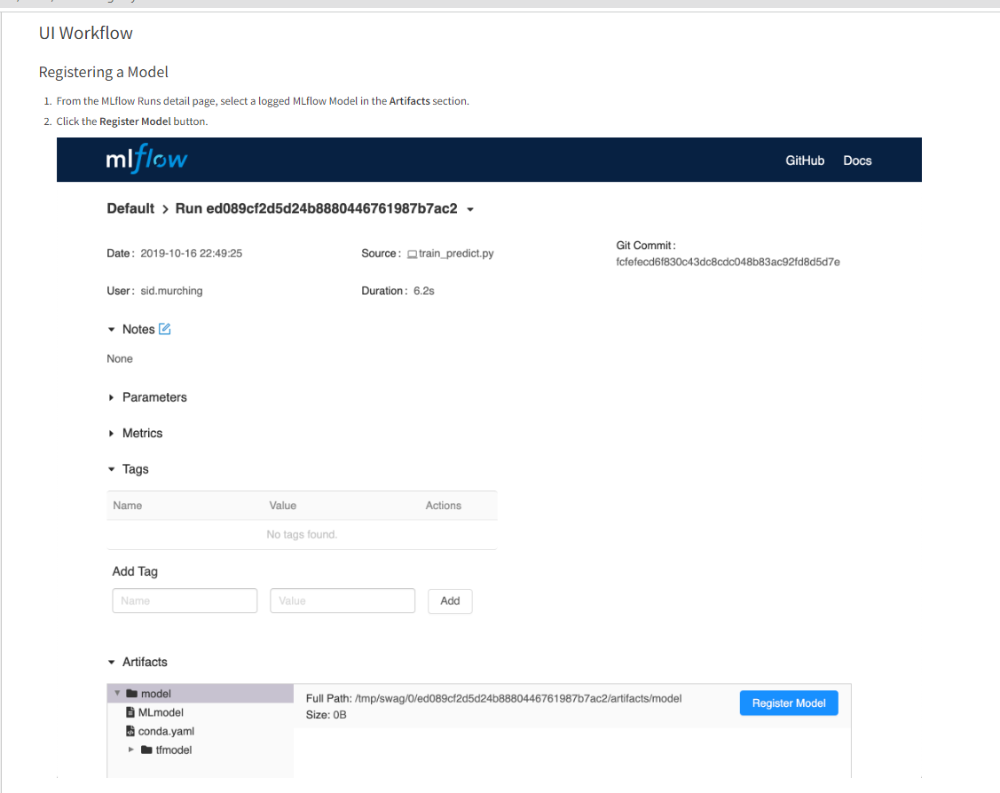 UI Workflow
Registering a Model
1. From the MLflow Runs detail page, select a logged MLflow Model in the Artifacts section.
2. Click the Register Model button.
mlflow GitHub Docs
Default > Run ed089cf2d5d24b8880446761987b7ac2
Git Commit:
Date: 2019-10-16 22:49:25 Source: train_predict.py
fcfefecd6f830c43dc8cdc048b83ac92fd8d5d7e
User: sid.murching Duration: 6.2s
Notes
None
Parameters
Metrics
Tags
Name Value Actions
No tags found.
Add Tag
Name Value Add
Artifacts
model
MLmodel
conda.yaml
tfmodel
Full Path: /tmp/swag/0/ed089cf2d5d24b8880446761987b7ac2/artifacts/model
Size: 0B
Register Model